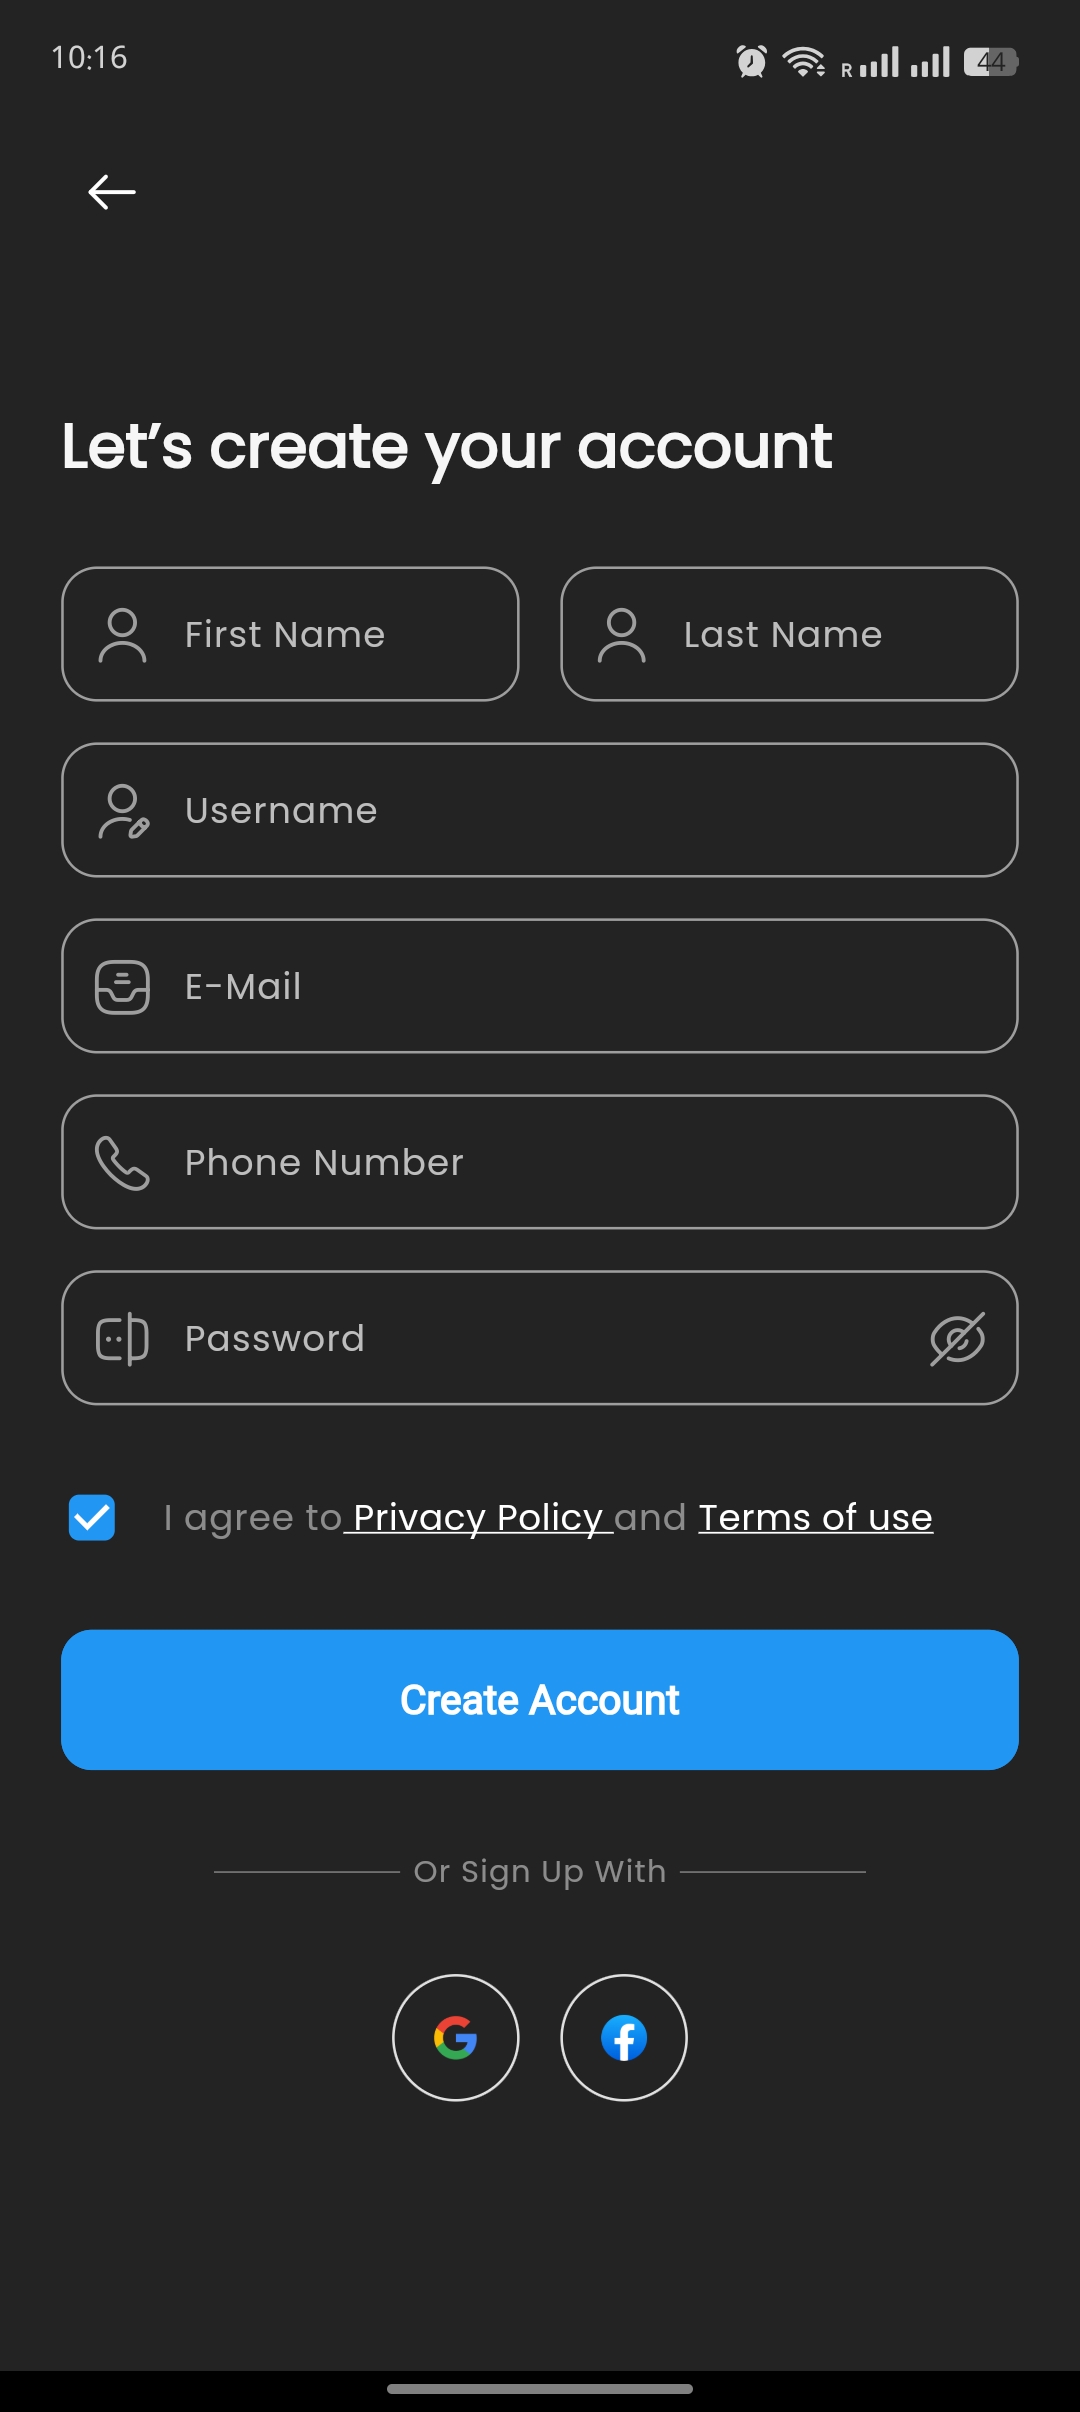 10:16
R
44
Let’s create your account
First Name
Last Name
Username
E-Mail
Phone Number
Password
I agree to Privacy Policy and Terms of use
Create Account
Or Sign Up With